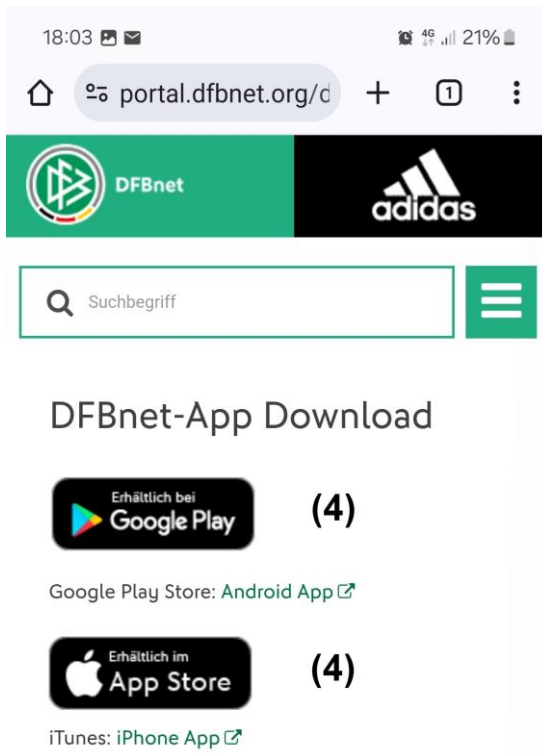 18:03 4G 21%
portal.dfbnet.org/d 1
DFBnet adidas
Suchbegriff
DFBnet-App Download
Erhältlich bei
Google Play (4)
Google Play Store: Android App
Erhältlich im
App Store (4)
iTunes: iPhone App